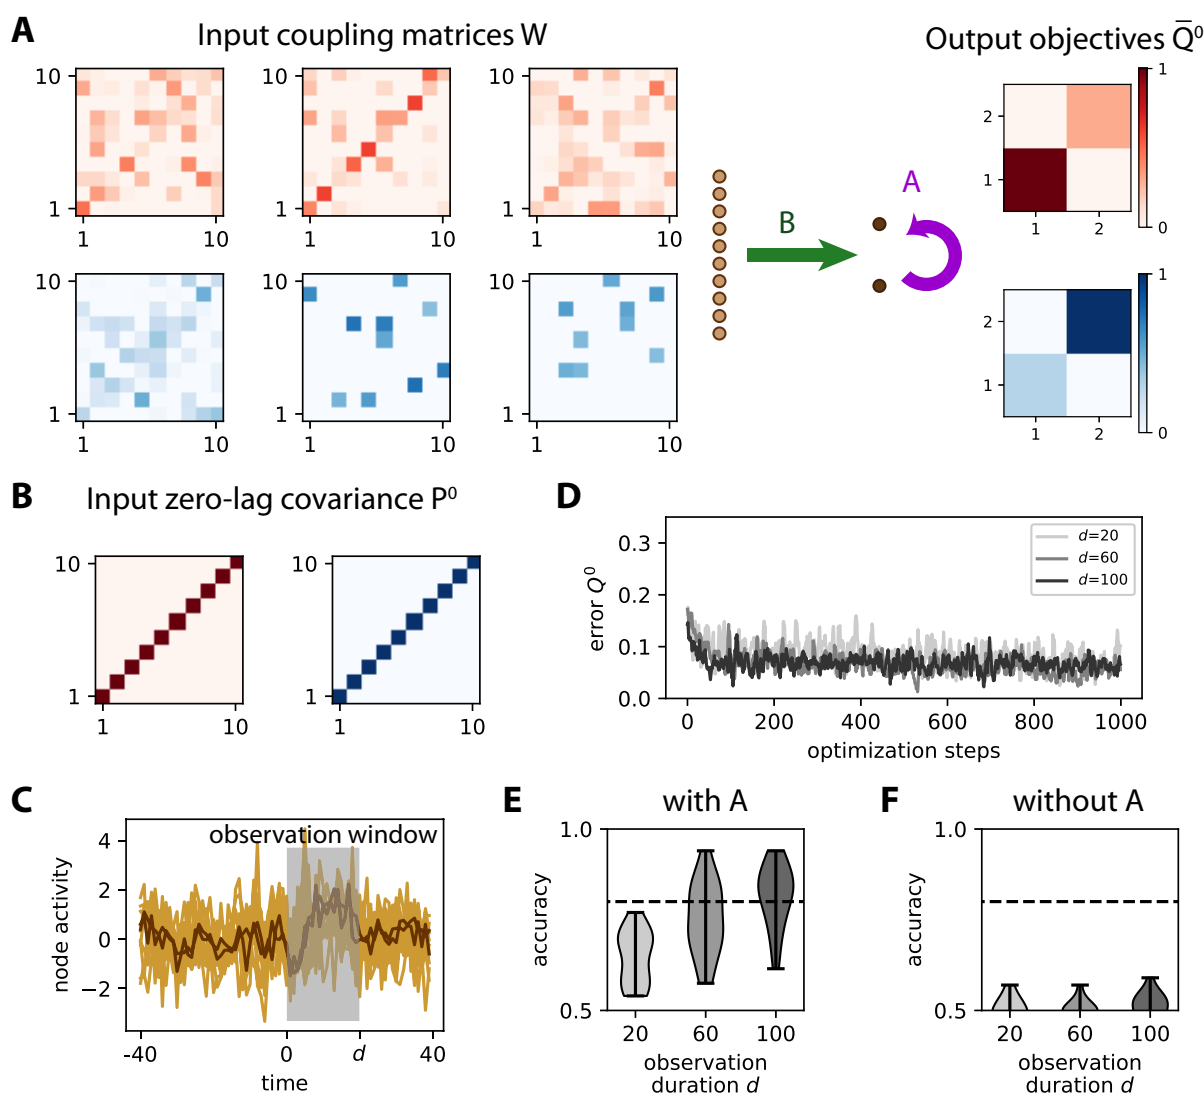 A
Input coupling matrices W
Output objectives Q̅⁰
10
1
1
10
10
1
1
10
10
1
1
10
B
A
2
1
1
2
1
0
10
1
1
10
10
1
1
10
10
1
1
10
2
1
1
2
1
0
B
Input zero-lag covariance P⁰
10
1
1
10
10
1
1
10
D
error Q⁰
0.3
0.2
0.1
0.0
d=20
d=60
d=100
0
200
400
600
800
1000
optimization steps
C
observation window
node activity
4
2
0
−2
-40
0
d
40
time
E
with A
accuracy
1.0
0.5
20
60
100
observation
duration d
F
without A
accuracy
1.0
0.5
20
60
100
observation
duration d